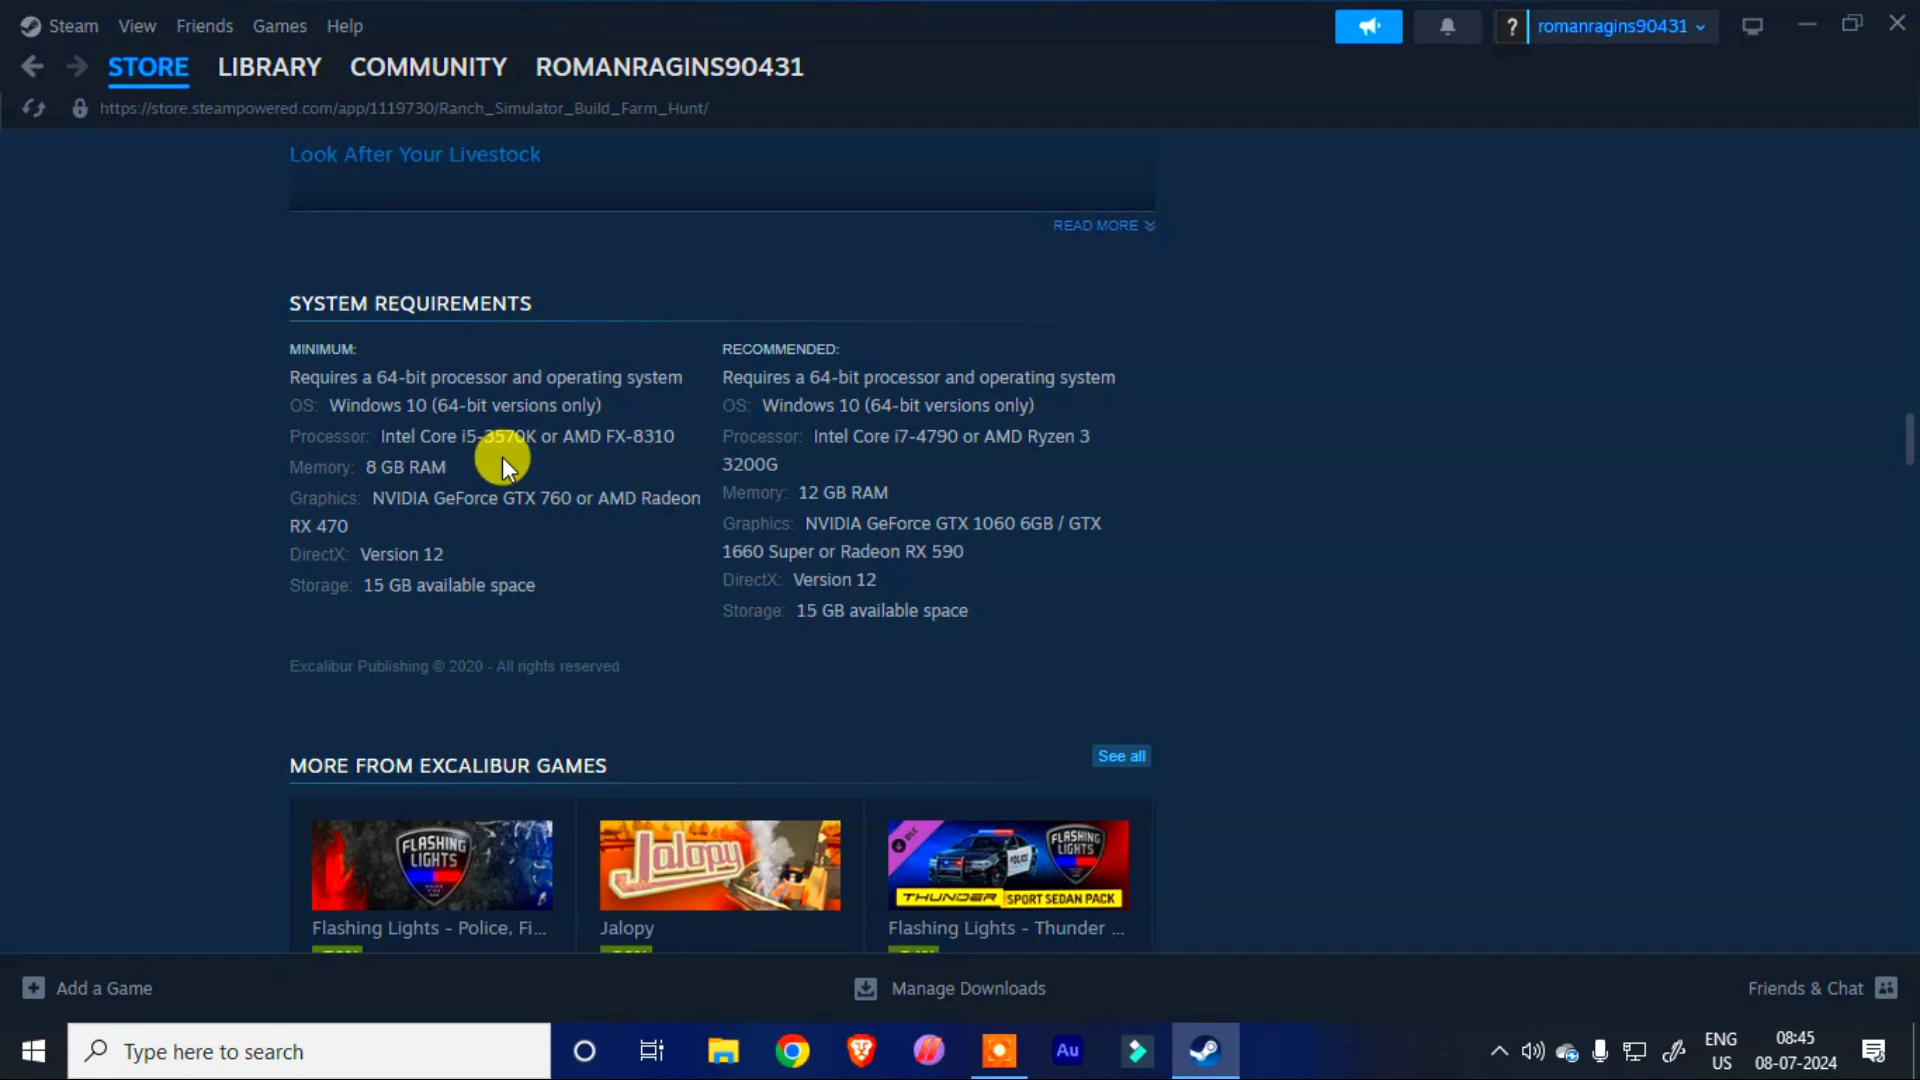 Steam View Friends Games Help
? romanragins90431
STORE LIBRARY COMMUNITY ROMANRAGINS90431
https://store.steampowered.com/app/1119730/Ranch_Simulator_Build_Farm_Hunt/
Look After Your Livestock
READ MORE
SYSTEM REQUIREMENTS
MINIMUM:
Requires a 64-bit processor and operating system
OS: Windows 10 (64-bit versions only)
Processor: Intel Core i5-3570K or AMD FX-8310
Memory: 8 GB RAM
Graphics: NVIDIA GeForce GTX 760 or AMD Radeon
RX 470
DirectX: Version 12
Storage: 15 GB available space
RECOMMENDED:
Requires a 64-bit processor and operating system
OS: Windows 10 (64-bit versions only)
Processor: Intel Core i7-4790 or AMD Ryzen 3
3200G
Memory: 12 GB RAM
Graphics: NVIDIA GeForce GTX 1060 6GB / GTX
1660 Super or Radeon RX 590
DirectX: Version 12
Storage: 15 GB available space
Excalibur Publishing © 2020 - All rights reserved
MORE FROM EXCALIBUR GAMES
See all
FLASHING
LIGHTS
Jalopy
DLC
FLASHING
LIGHTS
POLICE
THUNDER SPORT SEDAN PACK
Flashing Lights - Police, Fi...
Jalopy
Flashing Lights - Thunder ...
Add a Game
Manage Downloads
Friends & Chat
Type here to search
Au
ENG
US
08:45
08-07-2024